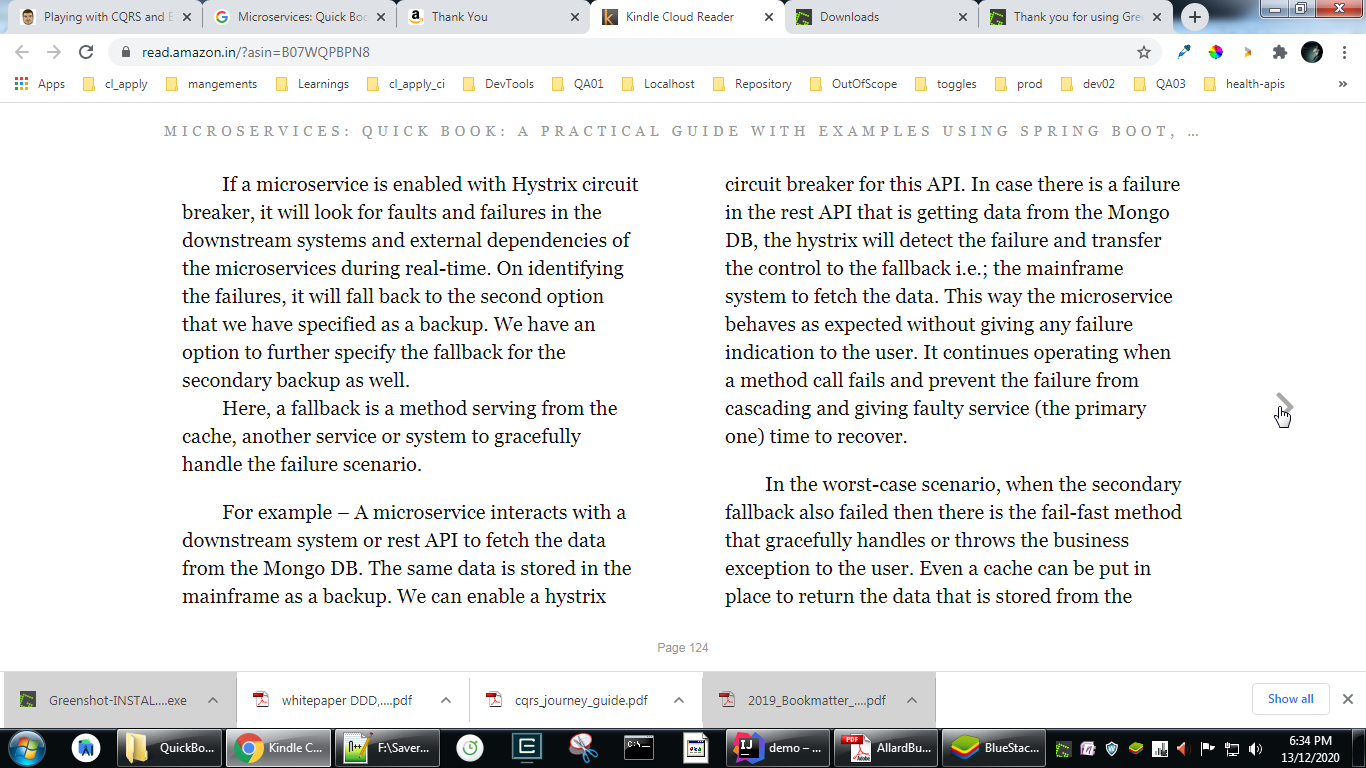 Playing with CQRS and E
Microservices: Quick Boo
Thank You
Kindle Cloud Reader
Downloads
Thank you for using Gree
read.amazon.in/?asin=B07WQPBPN8
Apps
cl_apply
mangements
Learnings
cl_apply_ci
DevTools
QA01
Localhost
Repository
OutOfScope
toggles
prod
dev02
QA03
health-apis
»
MICROSERVICES: QUICK BOOK: A PRACTICAL GUIDE WITH EXAMPLES USING SPRING BOOT, ...
If a microservice is enabled with Hystrix circuit
breaker, it will look for faults and failures in the
downstream systems and external dependencies of
the microservices during real-time. On identifying
the failures, it will fall back to the second option
that we have specified as a backup. We have an
option to further specify the fallback for the
secondary backup as well.
Here, a fallback is a method serving from the
cache, another service or system to gracefully
handle the failure scenario.
For example – A microservice interacts with a
downstream system or rest API to fetch the data
from the Mongo DB. The same data is stored in the
mainframe as a backup. We can enable a hystrix
circuit breaker for this API. In case there is a failure
in the rest API that is getting data from the Mongo
DB, the hystrix will detect the failure and transfer
the control to the fallback i.e.; the mainframe
system to fetch the data. This way the microservice
behaves as expected without giving any failure
indication to the user. It continues operating when
a method call fails and prevent the failure from
cascading and giving faulty service (the primary
one) time to recover.
In the worst-case scenario, when the secondary
fallback also failed then there is the fail-fast method
that gracefully handles or throws the business
exception to the user. Even a cache can be put in
place to return the data that is stored from the
Page 124
Greenshot-INSTAL....exe
whitepaper DDD,....pdf
cqrs_journey_guide.pdf
2019_Bookmatter_....pdf
Show all
QuickBo...
Kindle C...
F:\Saver...
demo – ...
AllardBu...
BlueStac...
6:34 PM
13/12/2020